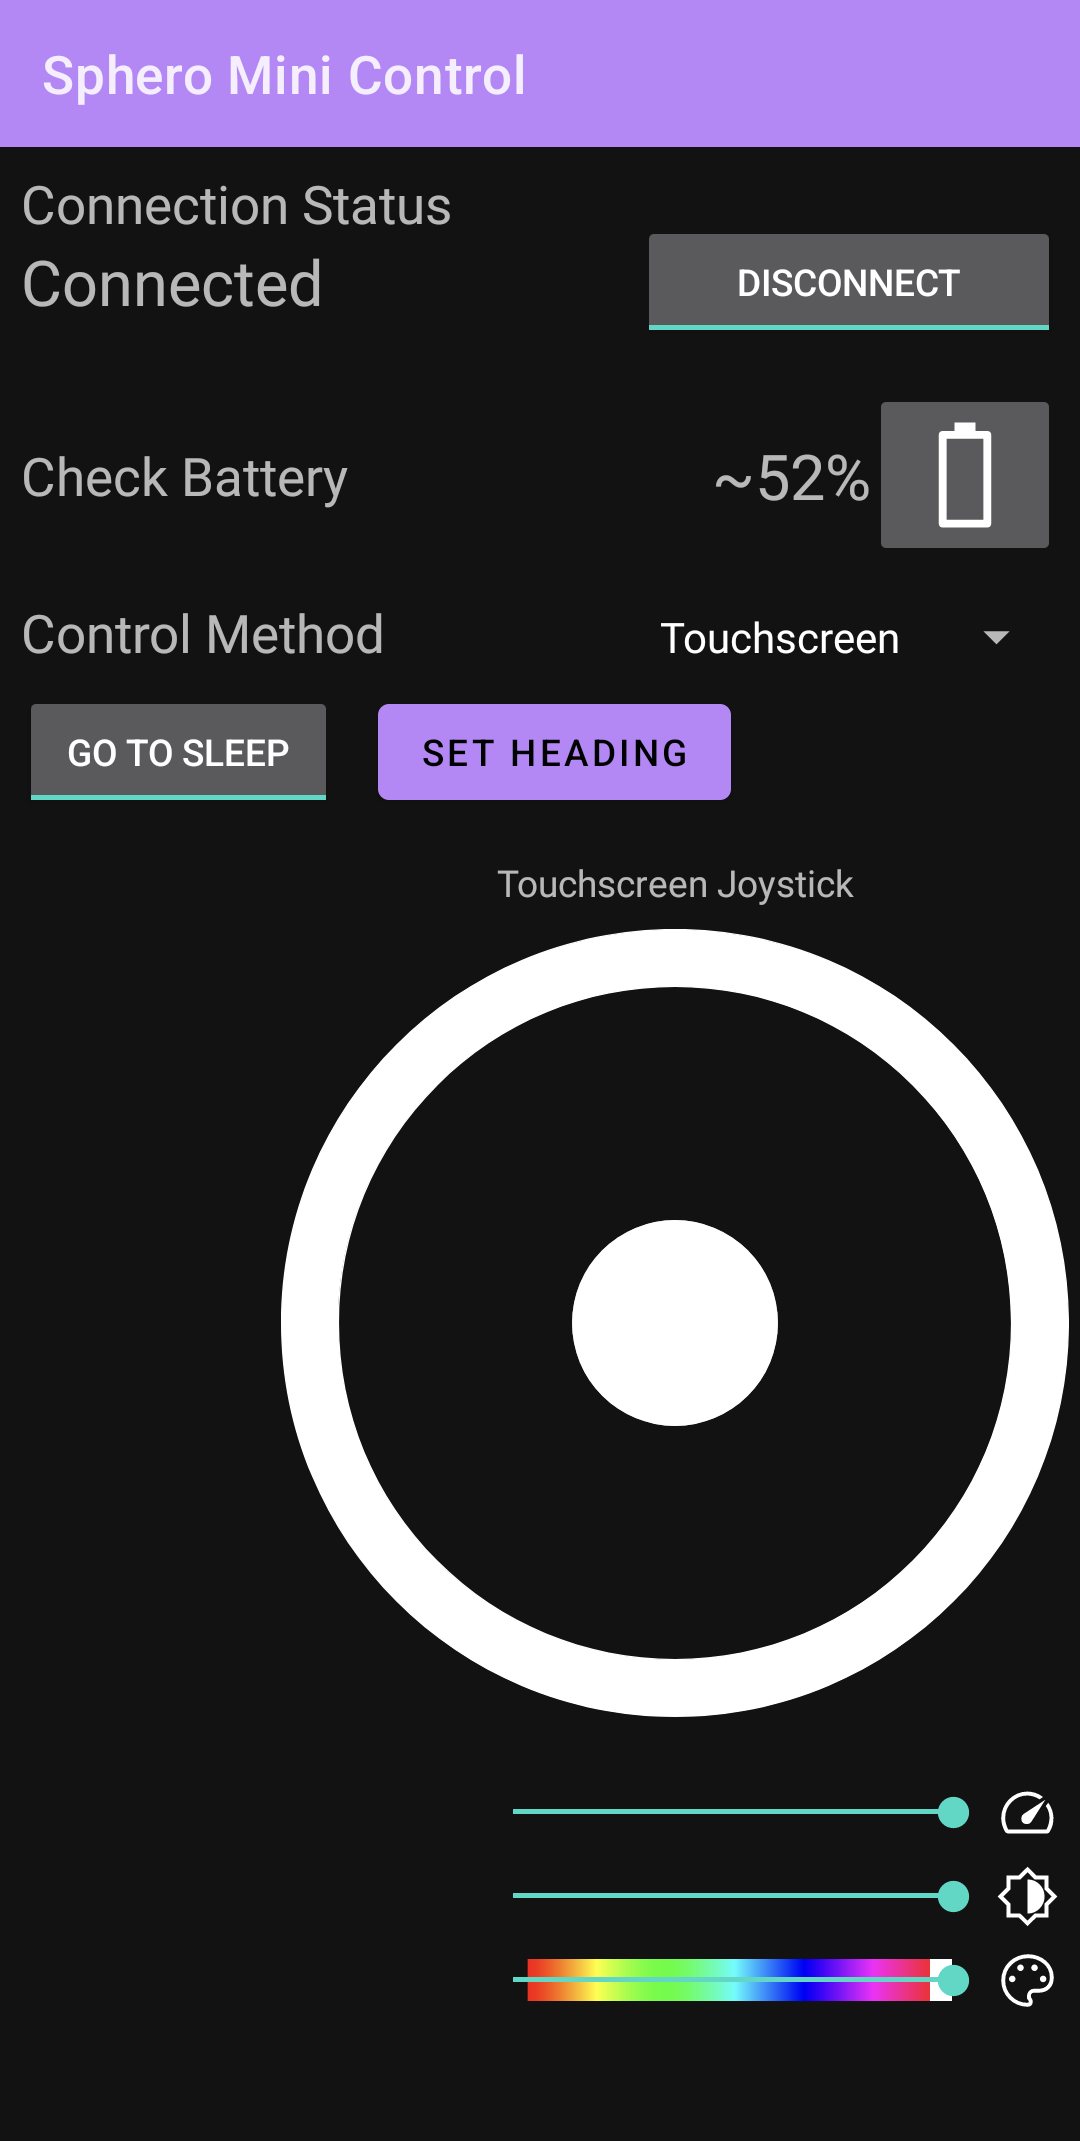 Sphero Mini Control
Connection Status
Connected
DISCONNECT
Check Battery
~52%
Control Method
Touchscreen
GO TO SLEEP
SET HEADING
Touchscreen Joystick